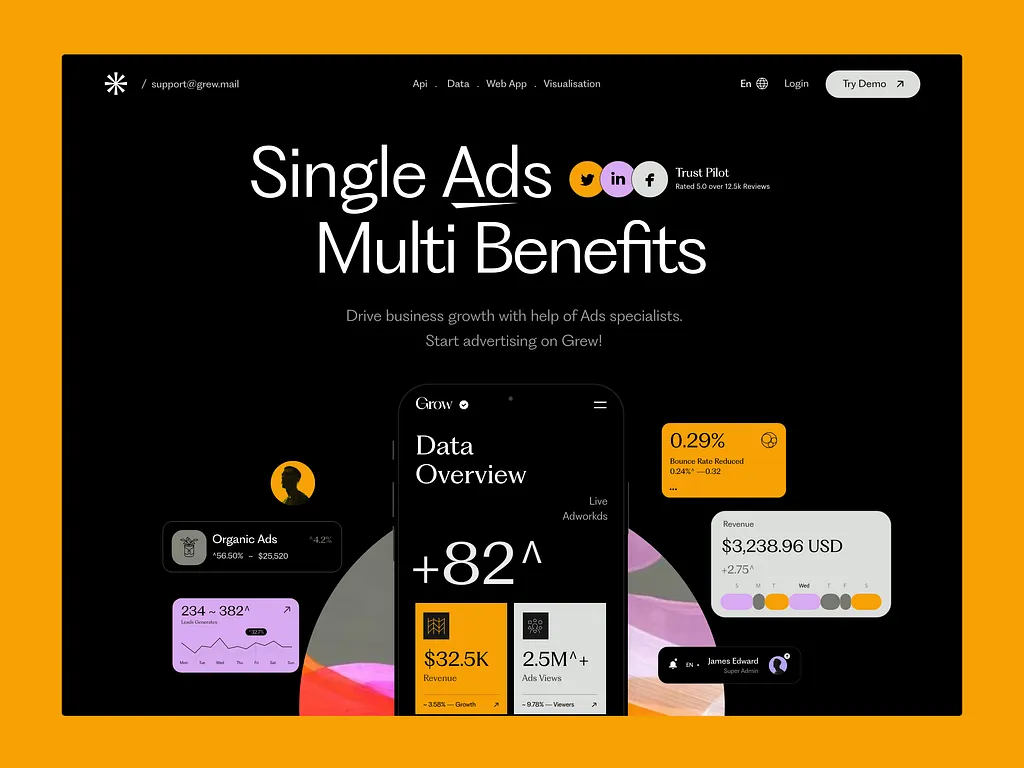 / support@grew.mail
Api . Data . Web App . Visualisation
En
Login
Try Demo
Single Ads
Trust Pilot
Rated 5.0 over 12.5k Reviews
Multi Benefits
Drive business growth with help of Ads specialists.
Start advertising on Grew!
Grow
Data
Overview
Live
Adworkds
+82^
$32.5K
Revenue
~ 3.58% — Growth
2.5M^+
Ads Views
~ 9.78% — Viewers
Organic Ads
^4.2%
^56.50% ~ $25,520
234 ~ 382^
Leads Generates
Mon Tue Wed Thu Fri Sat Sun
0.29%
Bounce Rate Reduced
0.24%^ —0.32
...
Revenue
$3,238.96 USD
+2.75^
S M T Wed T F S
EN
James Edward
Super Admin